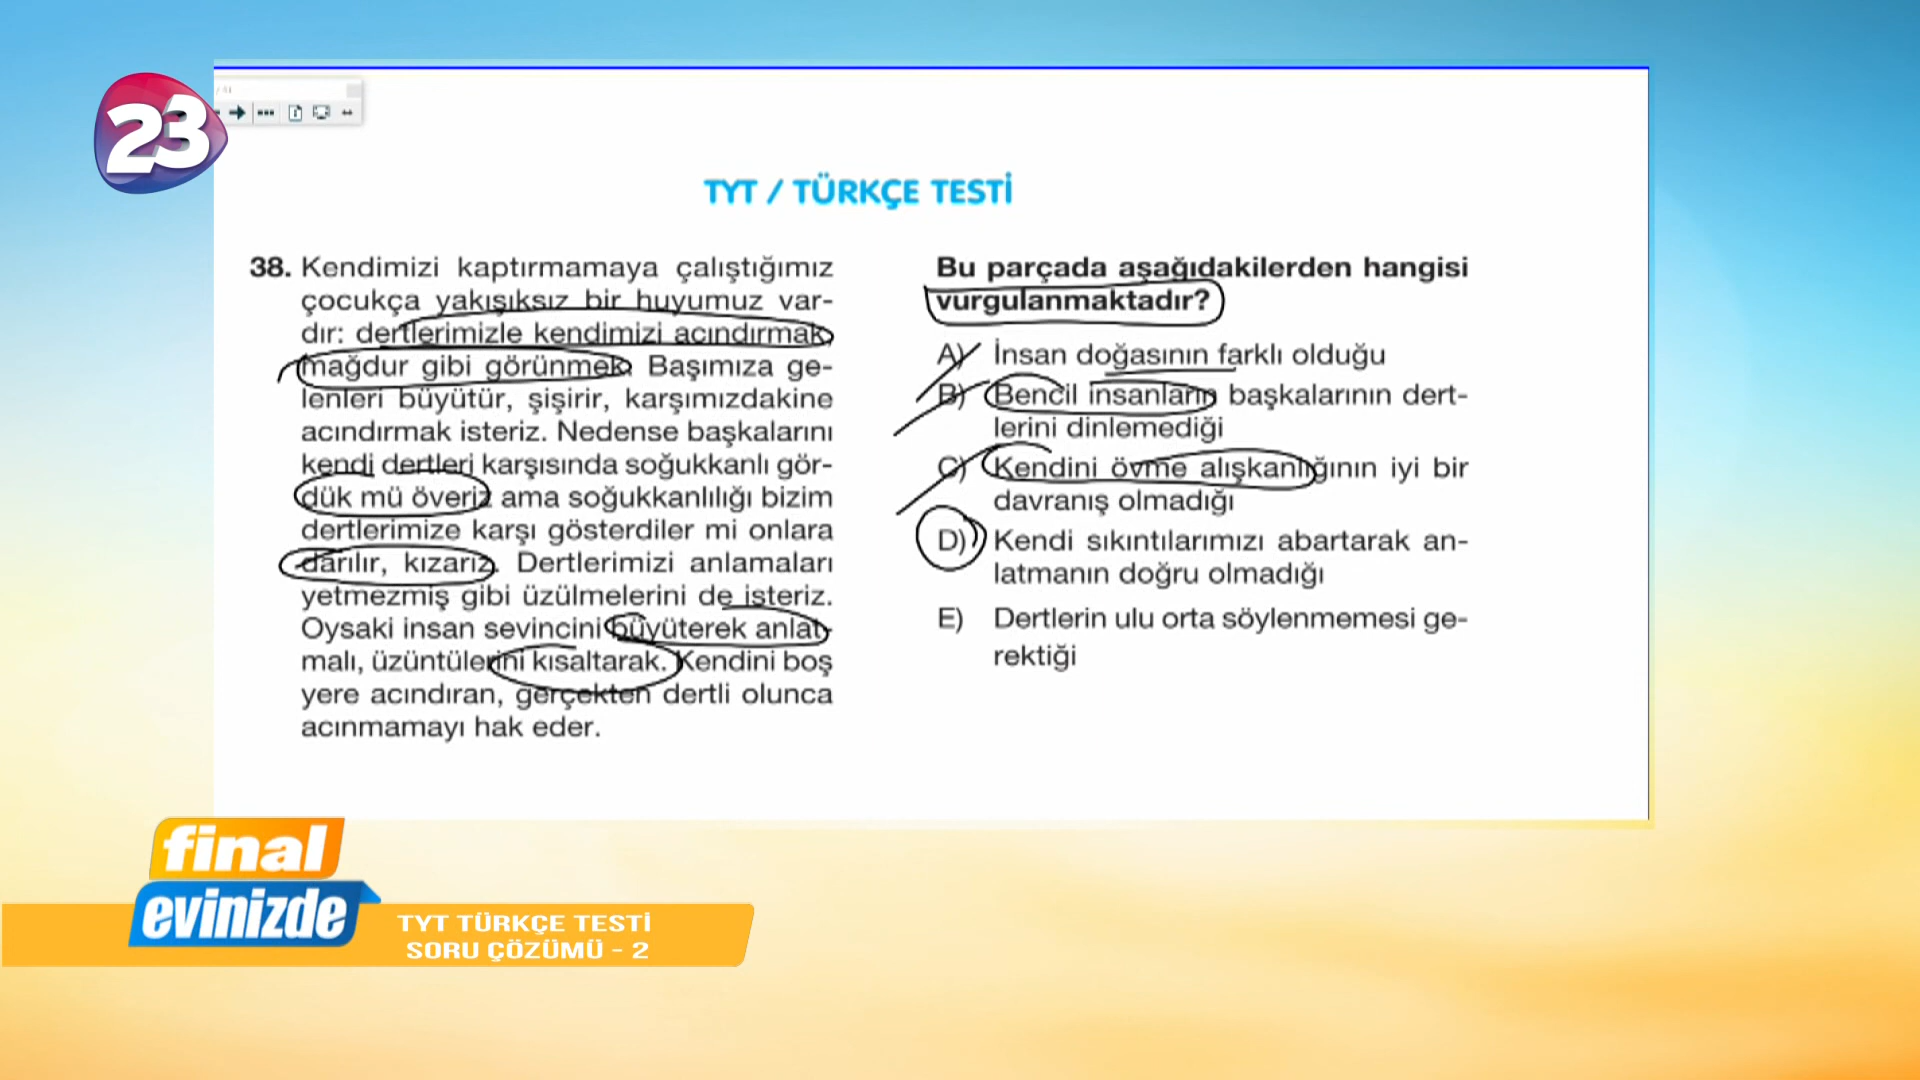 23
/ 41
TYT / TÜRKÇE TESTİ
38. Kendimizi kaptırmamaya çalıştığımız
çocukça yakışıksız bir huyumuz var-
dır: dertlerimizle kendimizi acındırmak,
mağdur gibi görünmek. Başımıza ge-
lenleri büyütür, şişirir, karşımızdakine
acındırmak isteriz. Nedense başkalarını
kendi dertleri karşısında soğukkanlı gör-
dük mü överiz ama soğukkanlılığı bizim
dertlerimize karşı gösterdiler mi onlara
darılır, kızarız. Dertlerimizi anlamaları
yetmezmiş gibi üzülmelerini de isteriz.
Oysaki insan sevincini büyüterek anlat-
malı, üzüntülerini kısaltarak. Kendini boş
yere acındıran, gerçekten dertli olunca
acınmamayı hak eder.
Bu parçada aşağıdakilerden hangisi
vurgulanmaktadır?
A) İnsan doğasının farklı olduğu
B) Bencil insanların başkalarının dert-
lerini dinlemediği
C) Kendini övme alışkanlığının iyi bir
davranış olmadığı
D) Kendi sıkıntılarımızı abartarak an-
latmanın doğru olmadığı
E) Dertlerin ulu orta söylenmemesi ge-
rektiği
final
evinizde
TYT TÜRKÇE TESTİ
SORU ÇÖZÜMÜ - 2